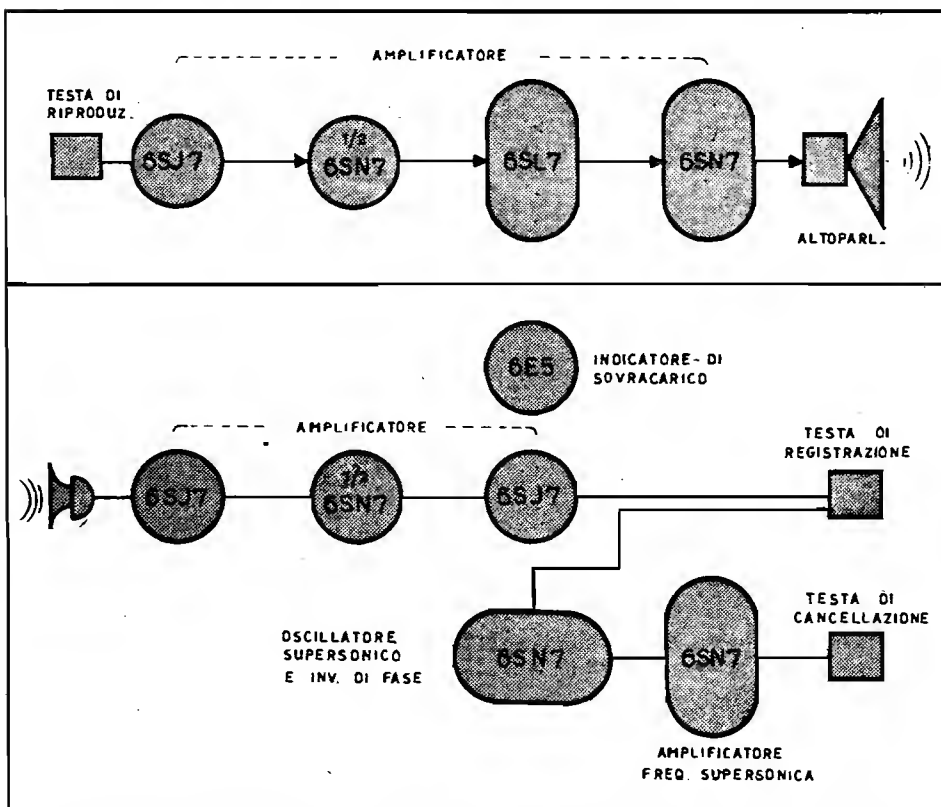 AMPLIFICATORE
TESTA DI
RIPRODUZ.
6SJ7
1/2
6SN7
6SL7
6SN7
ALTOPARL.
6E5
INDICATORE-DI
SOVRACARICO
AMPLIFICATORE
TESTA DI
REGISTRAZIONE
6SJ7
1/2
6SN7
6SJ7
TESTA DI
CANCELLAZIONE
OSCILLATORE
SUPERSONICO
E INV. DI FASE
6SN7
6SN7
AMPLIFICATORE
FREQ. SUPERSONICA